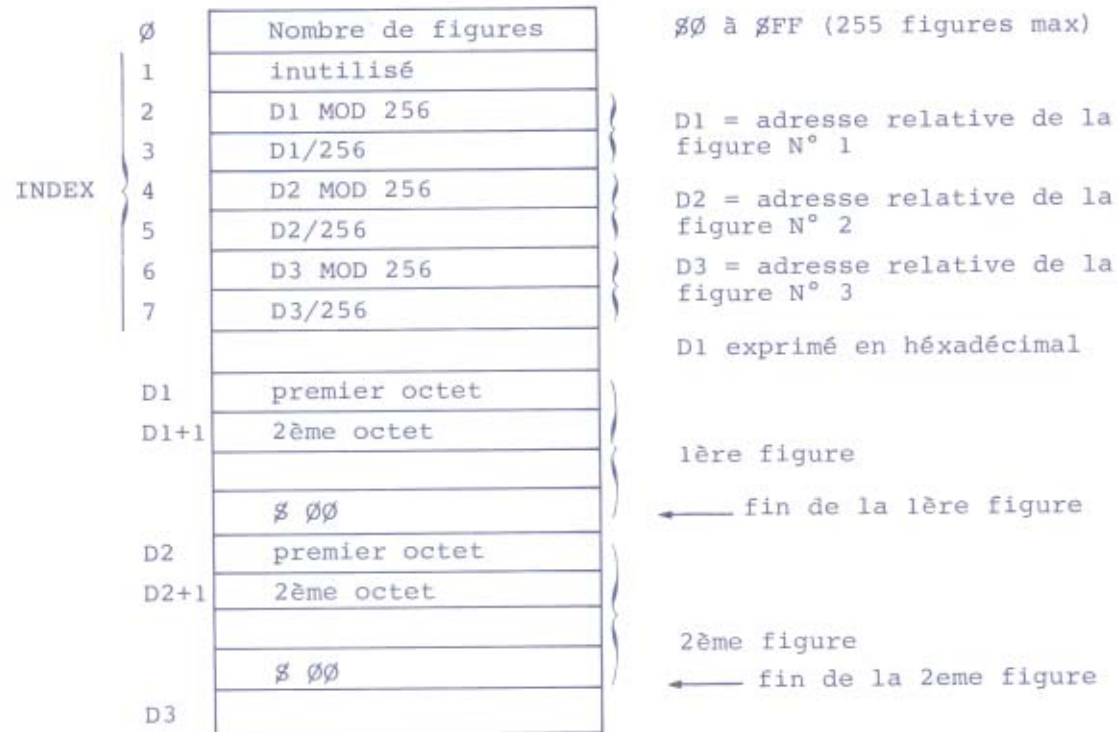 Ø Nombre de figures $Ø à $FF (255 figures max)
1 inutilisé
2 D1 MOD 256 D1 = adresse relative de la
3 D1/256 figure N° 1
INDEX 4 D2 MOD 256 D2 = adresse relative de la
5 D2/256 figure N° 2
6 D3 MOD 256 D3 = adresse relative de la
7 D3/256 figure N° 3
D1 exprimé en héxadécimal
D1 premier octet
D1+1 2ème octet
1ère figure
$ ØØ fin de la 1ère figure
D2 premier octet
D2+1 2ème octet
2ème figure
$ ØØ fin de la 2eme figure
D3